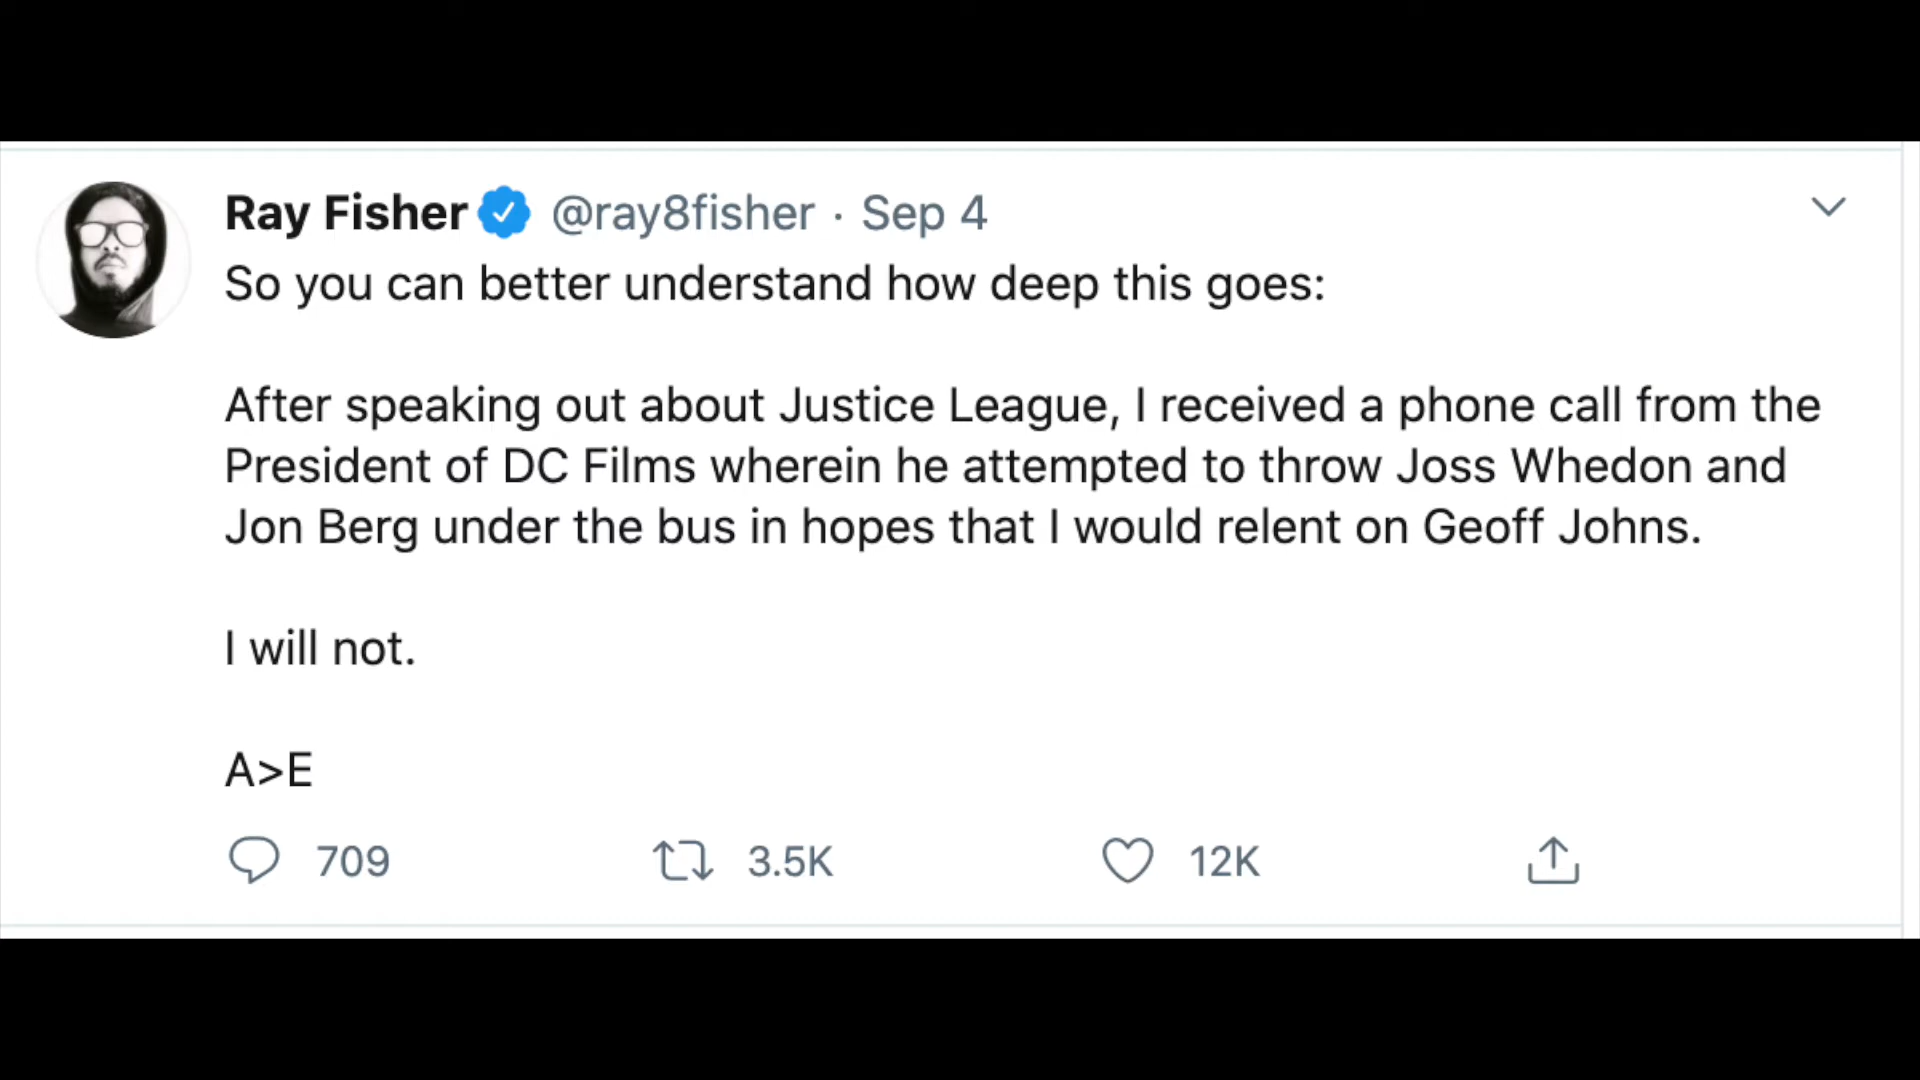 Ray Fisher @ray8fisher · Sep 4
So you can better understand how deep this goes:
After speaking out about Justice League, I received a phone call from the
President of DC Films wherein he attempted to throw Joss Whedon and
Jon Berg under the bus in hopes that I would relent on Geoff Johns.
I will not.
A>E
709 3.5K 12K